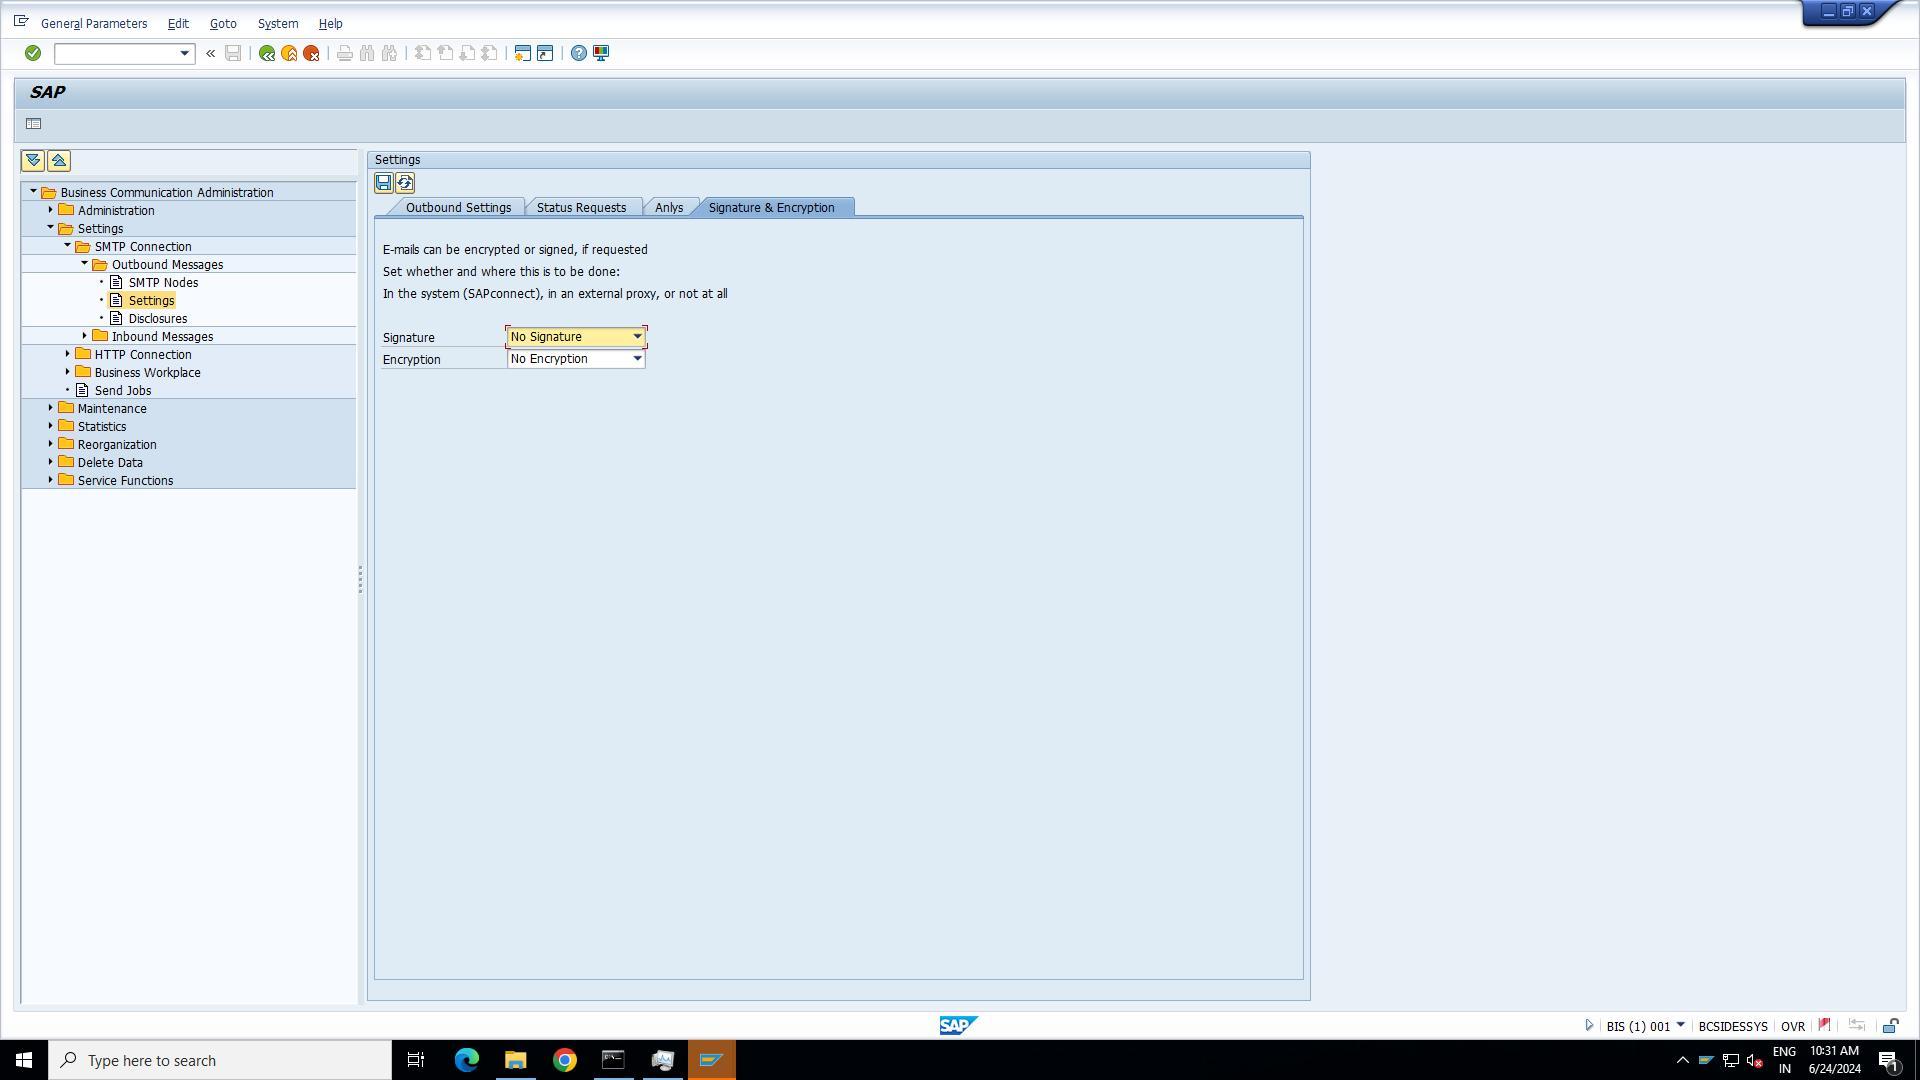 General Parameters Edit Goto System Help
SAP
Settings
Business Communication Administration
Administration
Settings
SMTP Connection
Outbound Messages
SMTP Nodes
Settings
Disclosures
Inbound Messages
HTTP Connection
Business Workplace
Send Jobs
Maintenance
Statistics
Reorganization
Delete Data
Service Functions
Outbound Settings Status Requests Anlys Signature & Encryption
E-mails can be encrypted or signed, if requested
Set whether and where this is to be done:
In the system (SAPconnect), in an external proxy, or not at all
Signature No Signature
Encryption No Encryption
SAP
BIS (1) 001 BCSIDESSYS OVR
Type here to search
ENG
IN
10:31 AM
6/24/2024
1